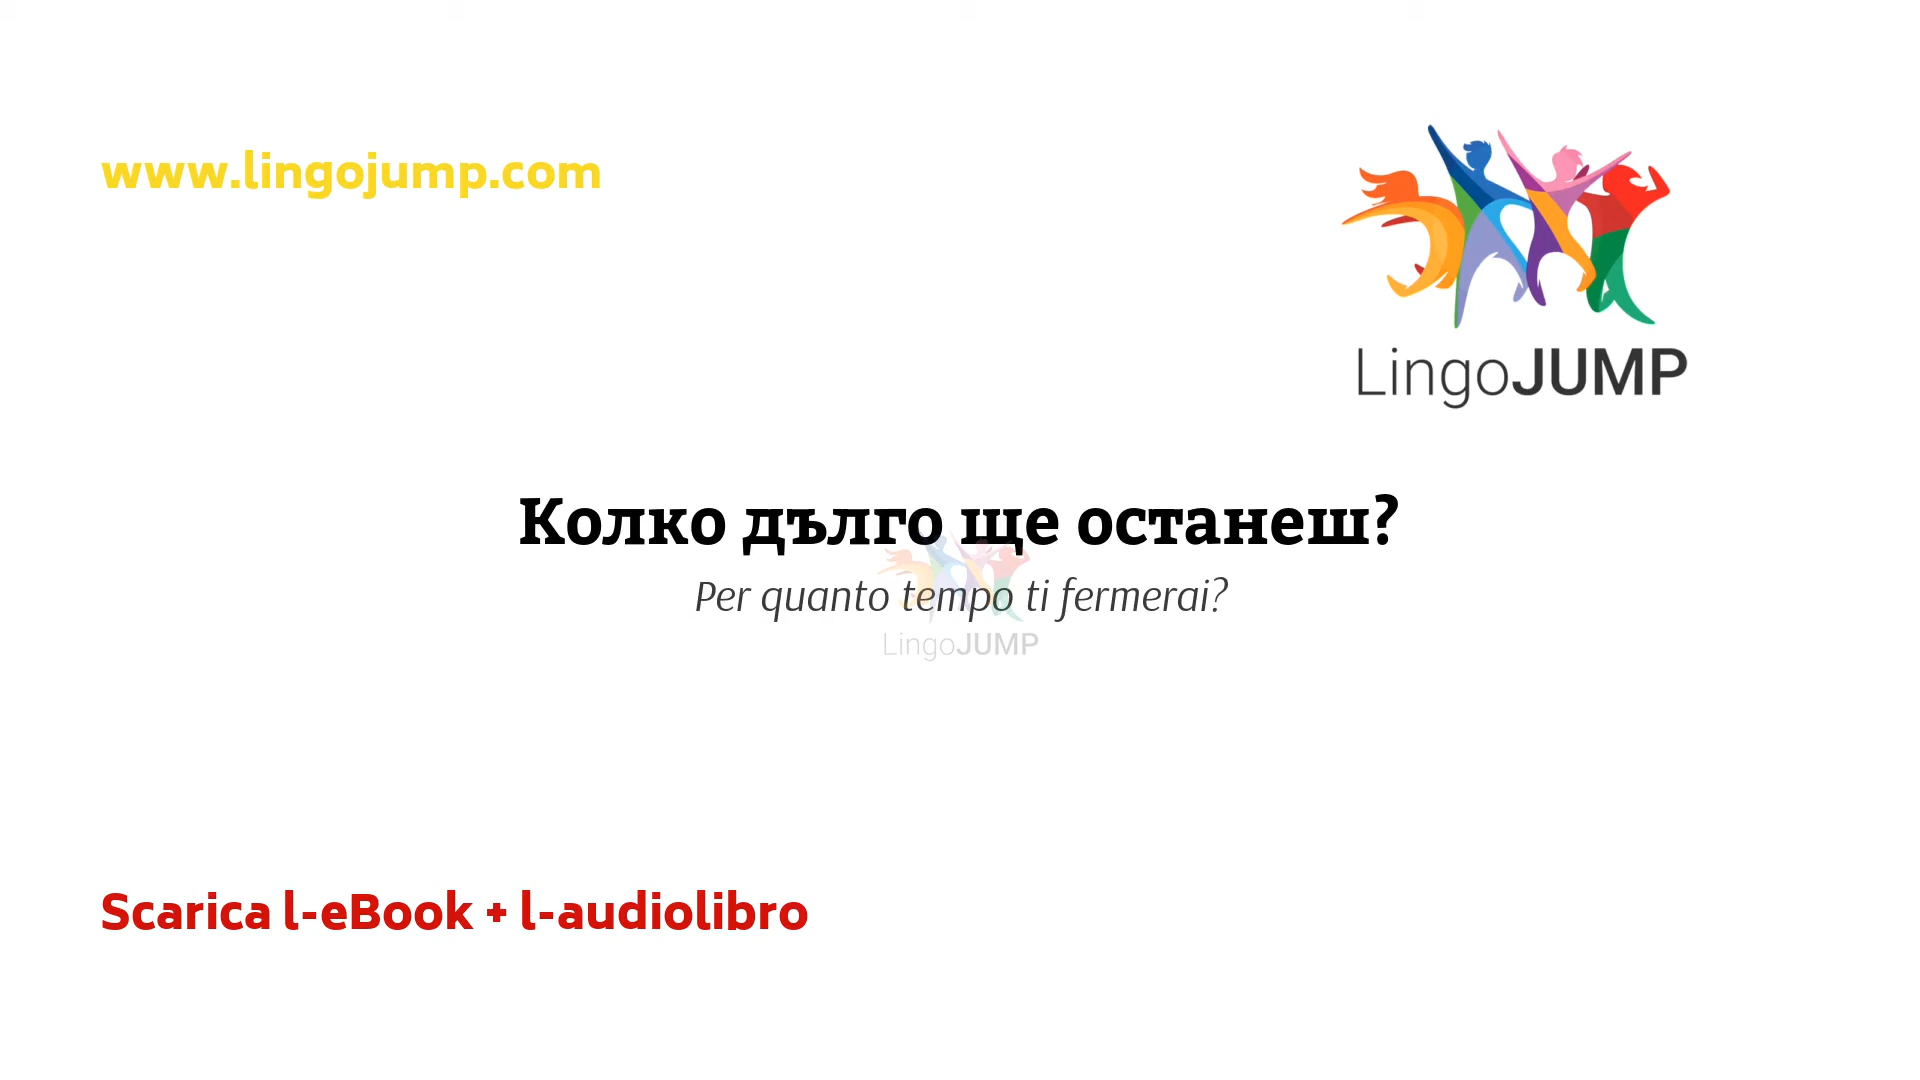 www.lingojump.com
LingoJUMP
Колко дълго ще останеш?
Per quanto tempo ti fermerai?
LingoJUMP
Scarica l-eBook + l-audiolibro